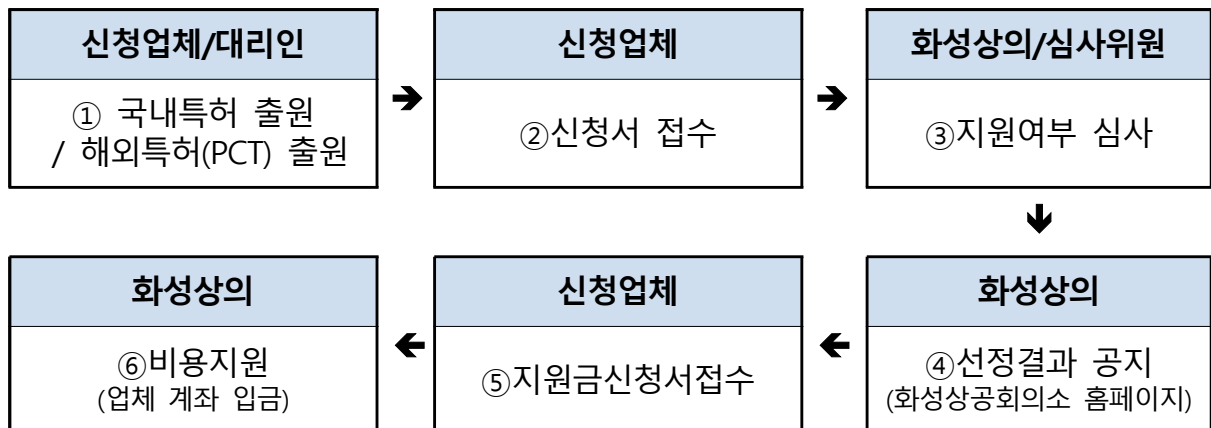 신청업체/대리인
① 국내특허 출원
/ 해외특허(PCT) 출원
신청업체
②신청서 접수
화성상의/심사위원
③지원여부 심사
화성상의
④선정결과 공지
(화성상공회의소 홈페이지)
신청업체
⑤지원금신청서접수
화성상의
⑥비용지원
(업체 계좌 입금)